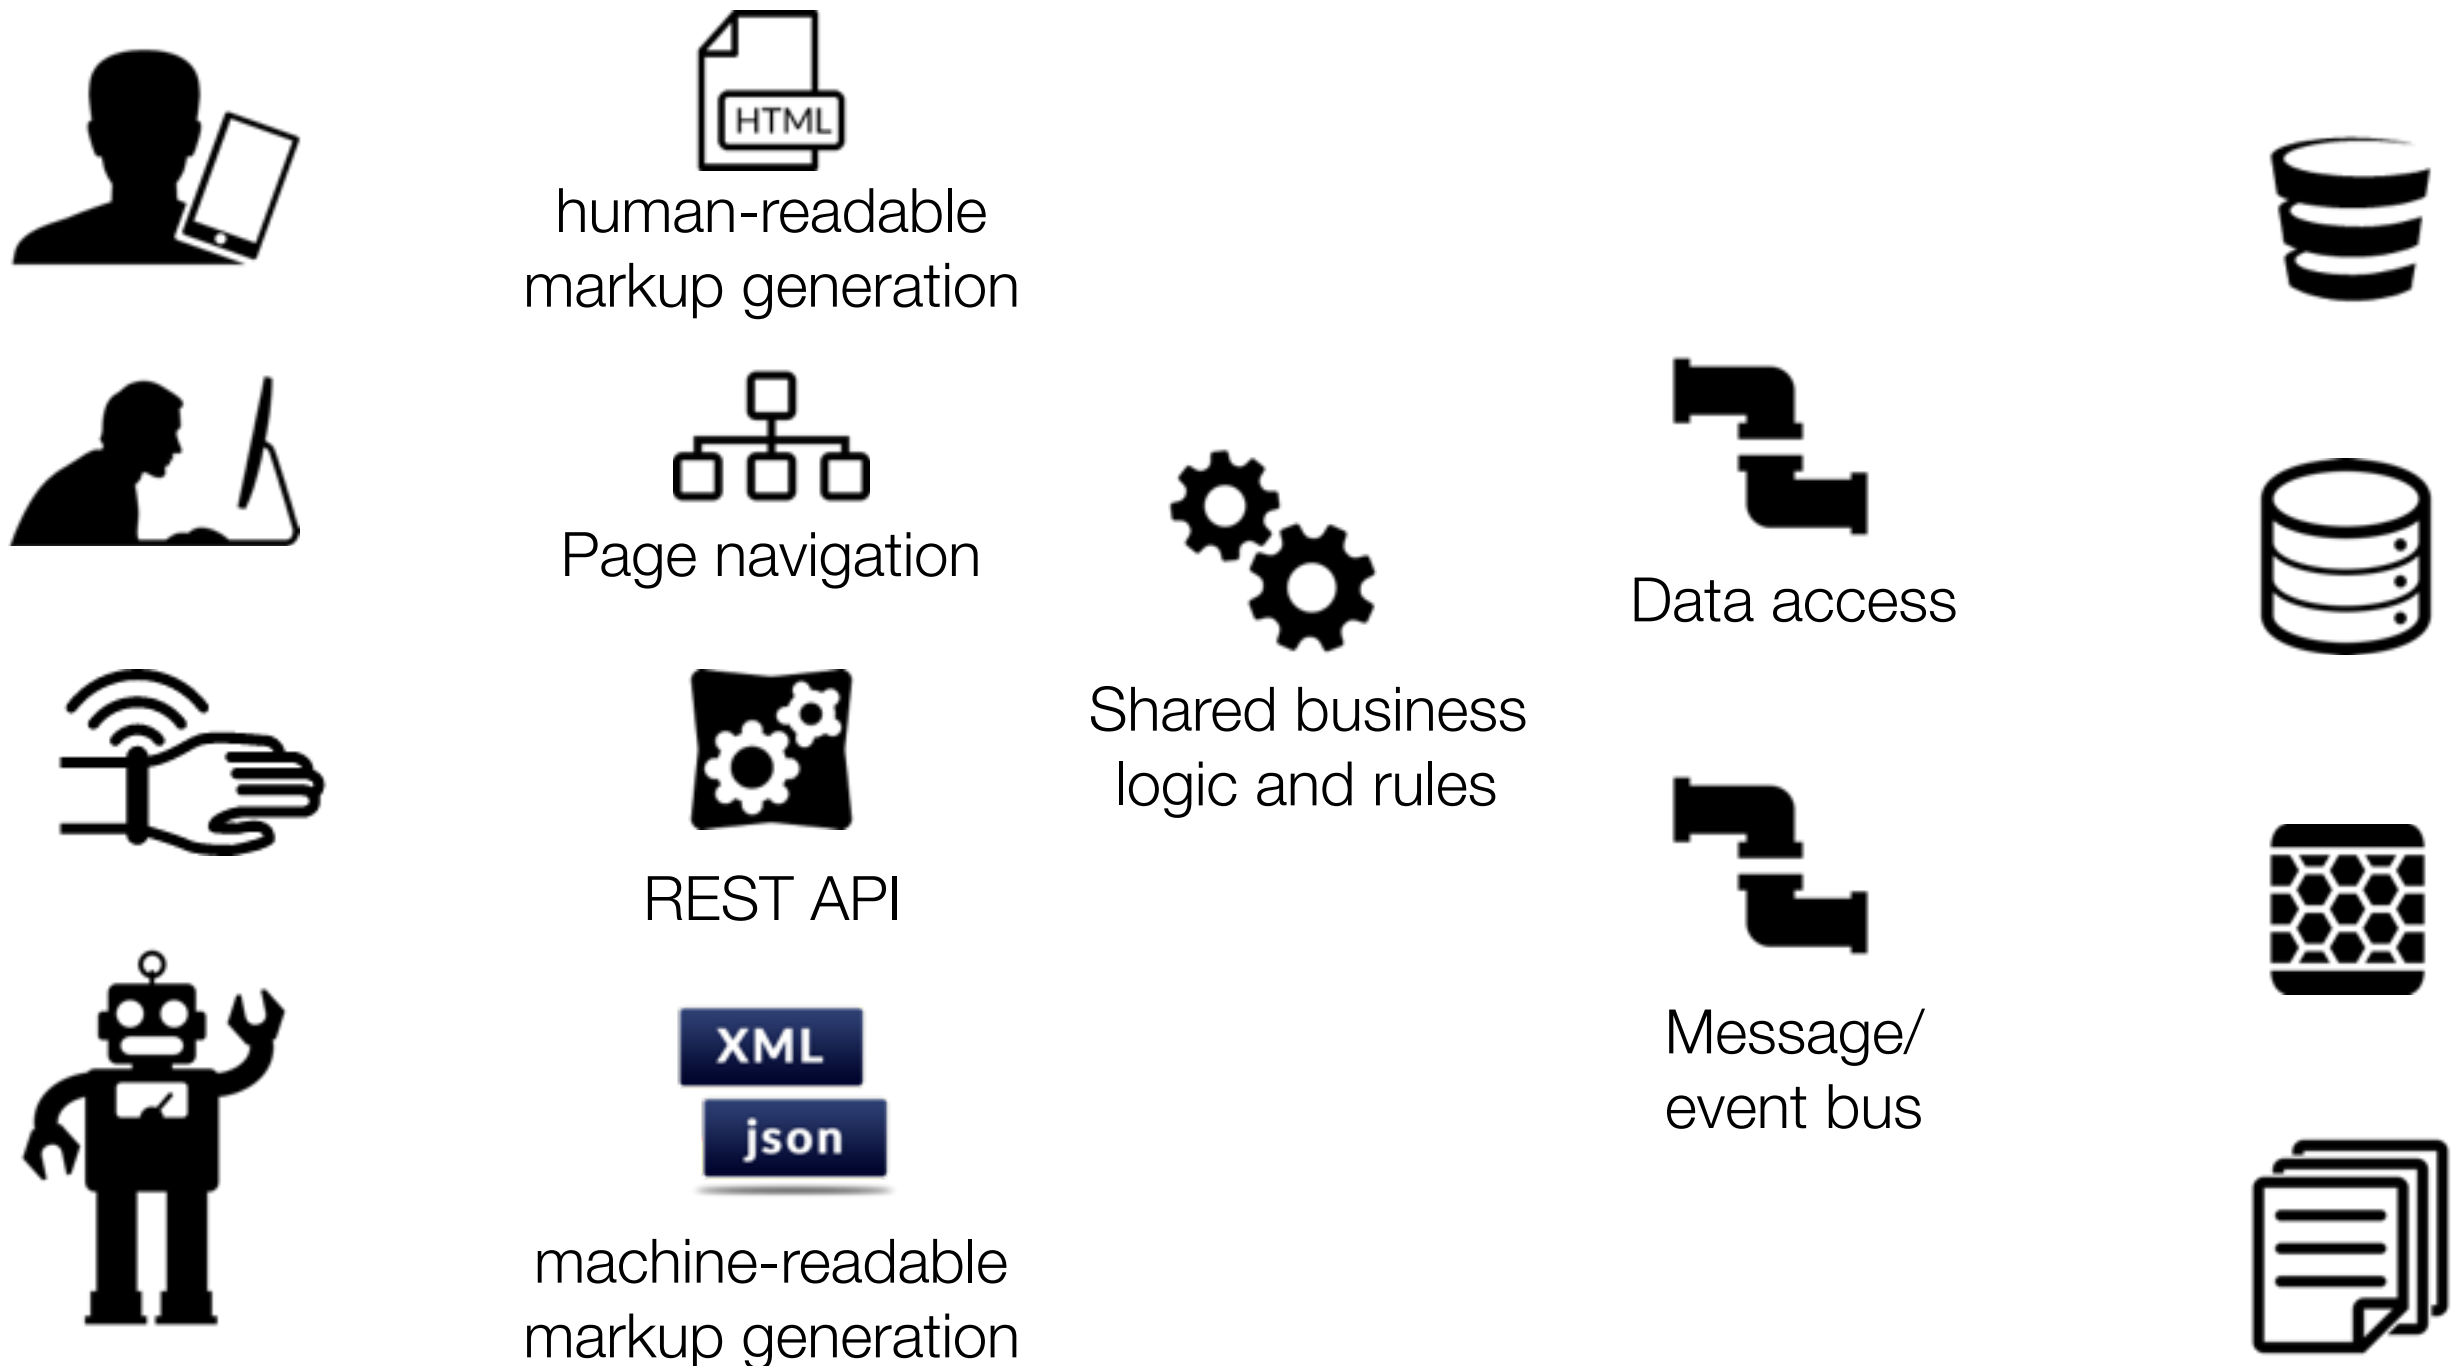 HTML
human-readable
markup generation
Page navigation
REST API
XML
json
machine-readable
markup generation
Shared business
logic and rules
Data access
Message/
event bus